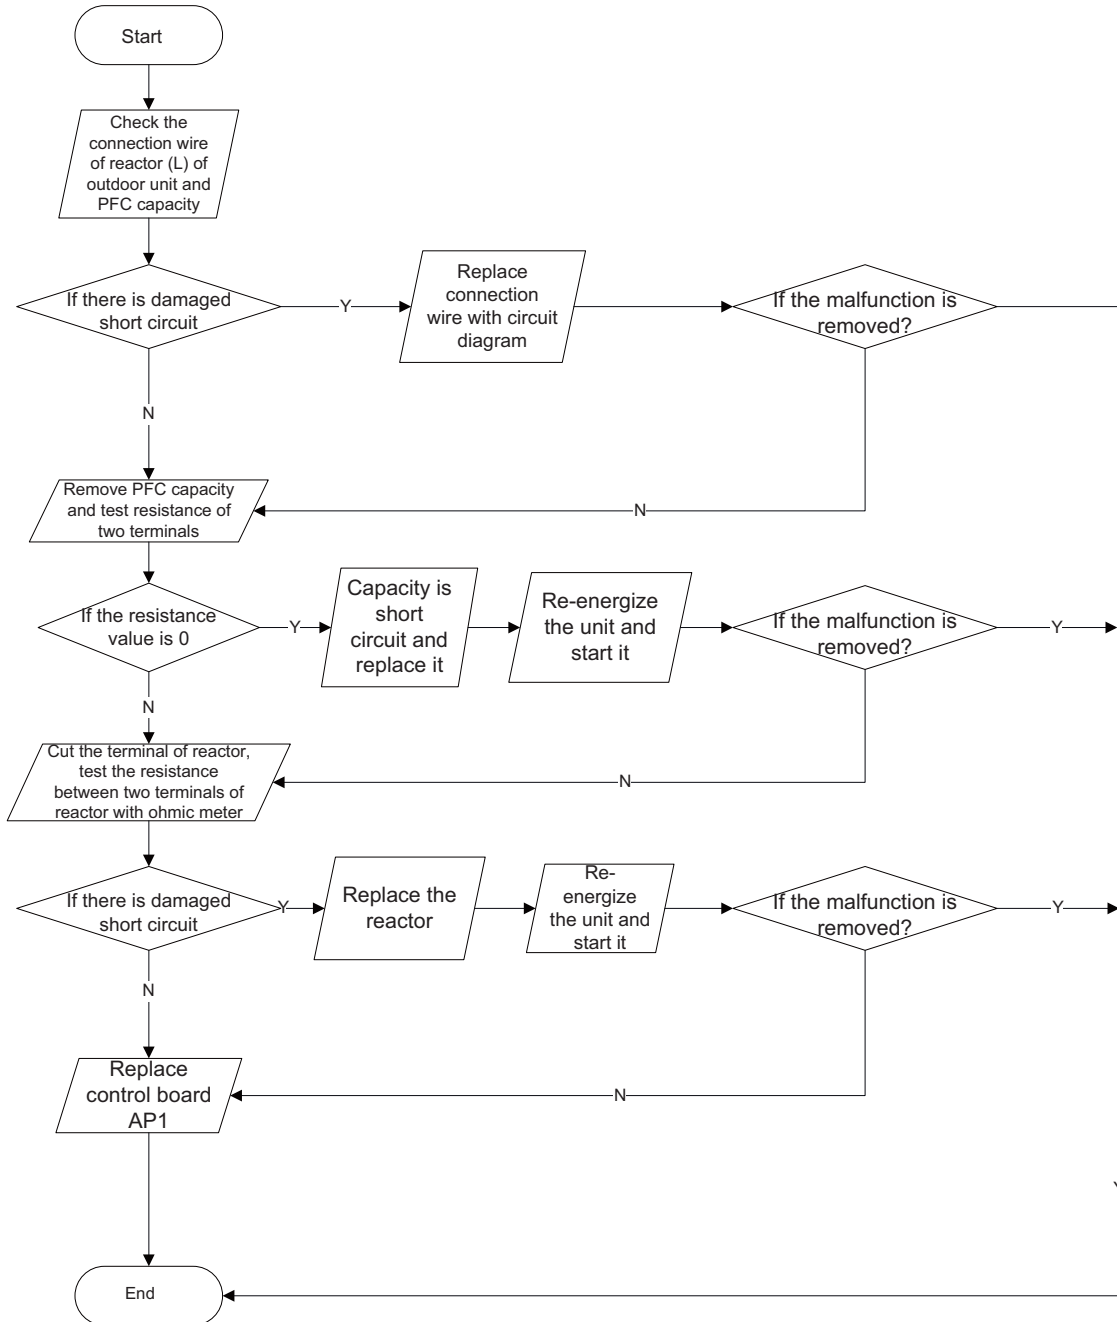 Start
Check the
connection wire
of reactor (L) of
outdoor unit and
PFC capacity
If there is damaged
short circuit
Y
Replace
connection
wire with circuit
diagram
If the malfunction is
removed?
N
Remove PFC capacity
and test resistance of
two terminals
N
If the resistance
value is 0
Y
Capacity is
short
circuit and
replace it
Re-energize
the unit and
start it
If the malfunction is
removed?
Y
N
Cut the terminal of reactor,
test the resistance
between two terminals of
reactor with ohmic meter
N
If there is damaged
short circuit
Y
Replace the
reactor
Re-
energize
the unit and
start it
If the malfunction is
removed?
Y
N
Replace
control board
AP1
N
Y
End